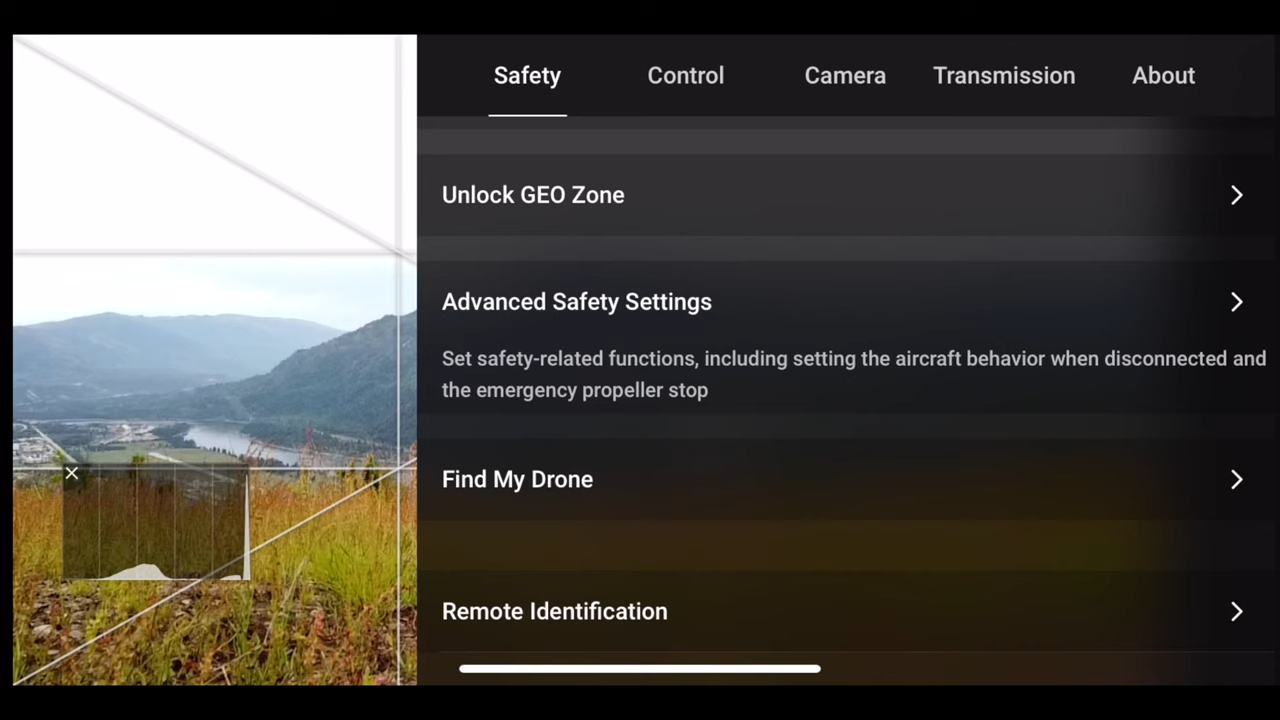 Safety Control Camera Transmission About
Unlock GEO Zone
Advanced Safety Settings
Set safety-related functions, including setting the aircraft behavior when disconnected and
the emergency propeller stop
Find My Drone
Remote Identification